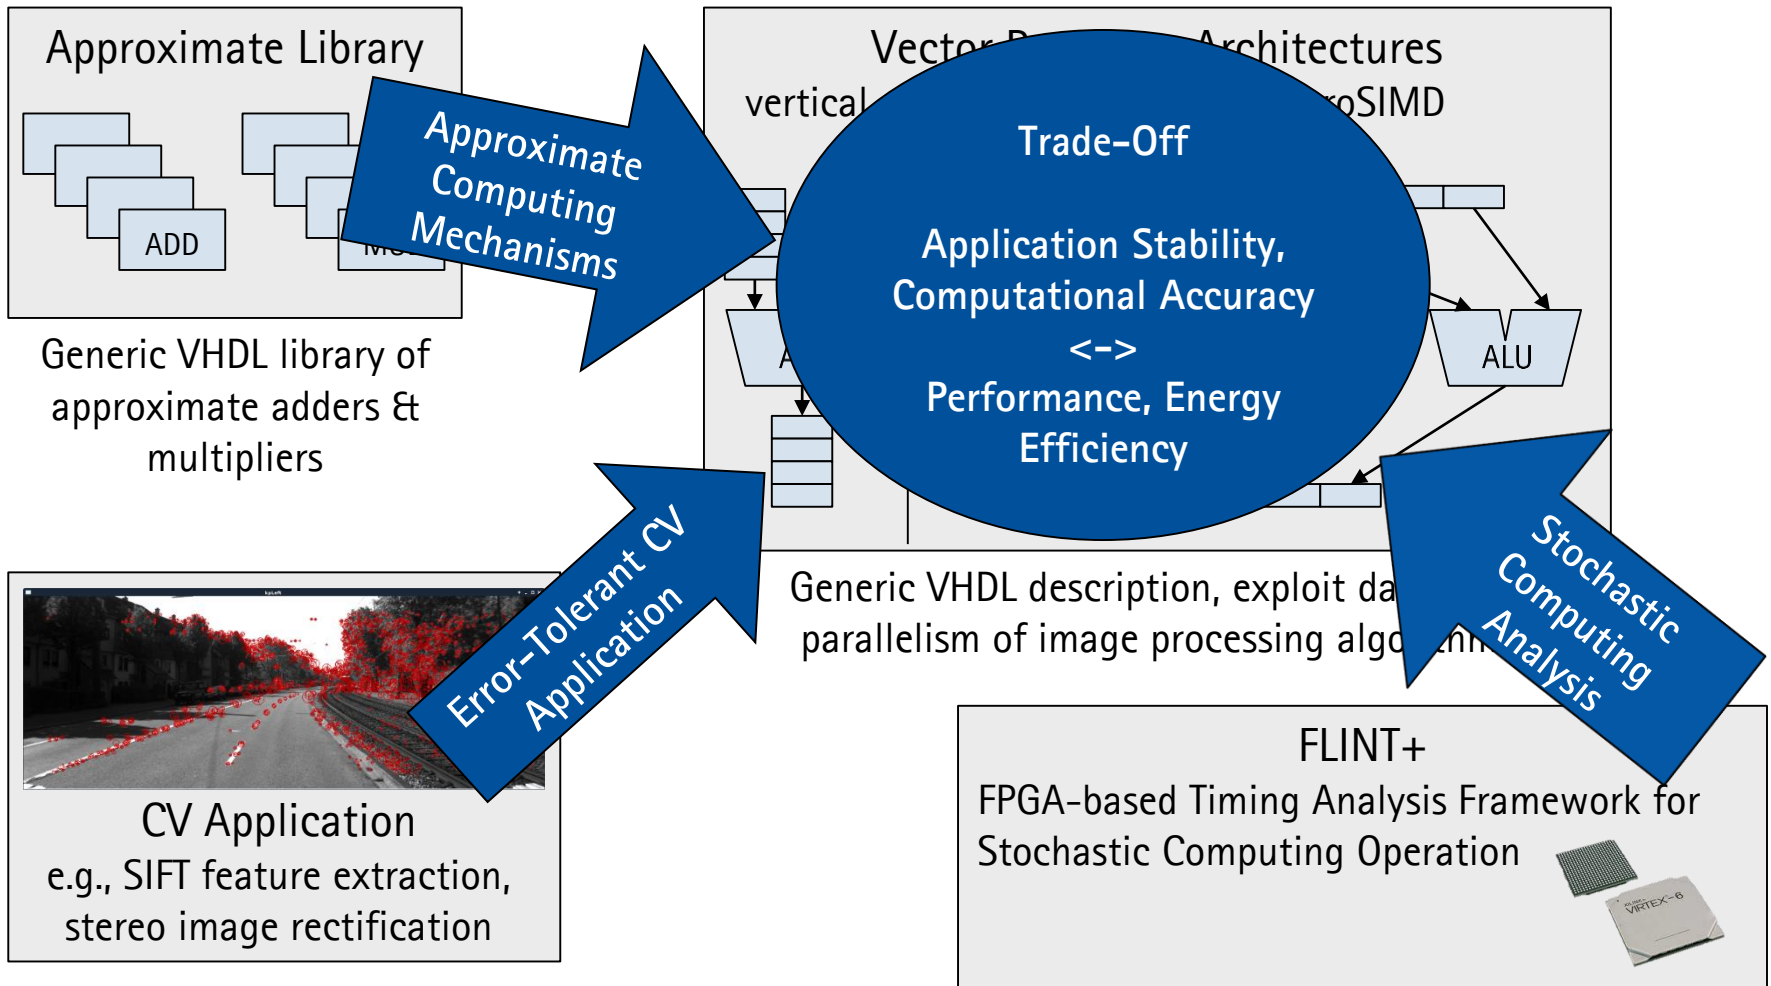 Approximate Library
ADD
Generic VHDL library of
approximate adders &
multipliers
Approximate
Computing
Mechanisms
Vector Architectures
vertical
Trade-Off
Application Stability,
Computational Accuracy
<->
Performance, Energy
Efficiency
ALU
Generic VHDL description, exploit
parallelism of image processing
Error-Tolerant CV
Application
Stochastic
Computing
Analysis
CV Application
e.g., SIFT feature extraction,
stereo image rectification
FLINT+
FPGA-based Timing Analysis Framework for
Stochastic Computing Operation
XILINX
VIRTEX-6